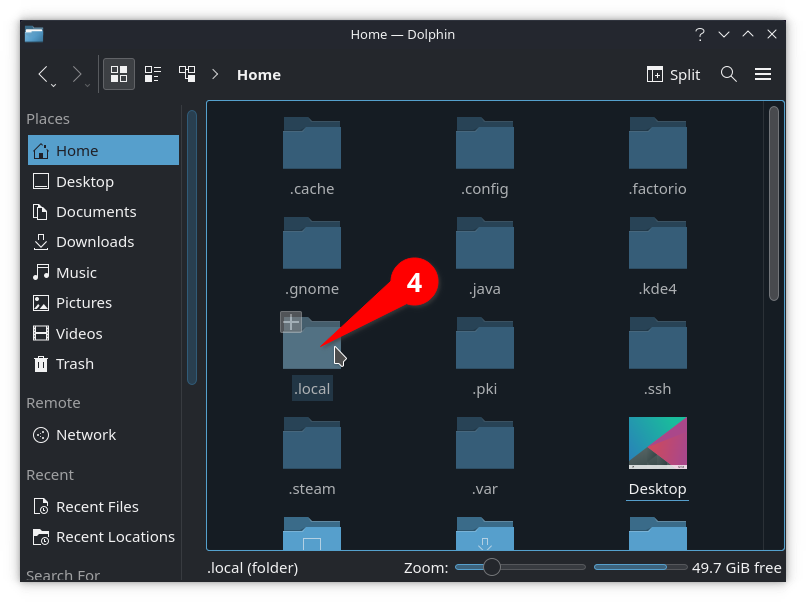 Home — Dolphin
Home
Split
Places
Home
Desktop
Documents
Downloads
Music
Pictures
Videos
Trash
Remote
Network
Recent
Recent Files
Recent Locations
Search For
.cache
.config
.factorio
.gnome
.java
.kde4
4
.local
.pki
.ssh
.steam
.var
Desktop
.local (folder)
Zoom:
49.7 GiB free